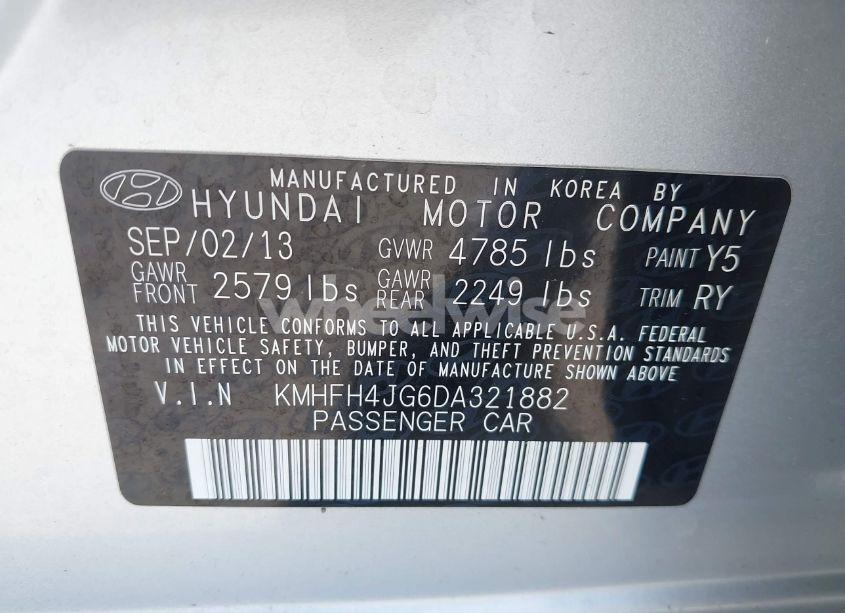 MANUFACTURED IN KOREA BY
HYUNDAI MOTOR COMPANY
SEP/02/13 GVWR 4785 lbs PAINT Y5
GAWR FRONT 2579 lbs GAWR REAR 2249 lbs TRIM RY
THIS VEHICLE CONFORMS TO ALL APPLICABLE U.S.A. FEDERAL
MOTOR VEHICLE SAFETY, BUMPER, AND THEFT PREVENTION STANDARDS
IN EFFECT ON THE DATE OF MANUFACTURE SHOWN ABOVE
V.I.N KMHFH4JG6DA321882
PASSENGER CAR
wheelwise